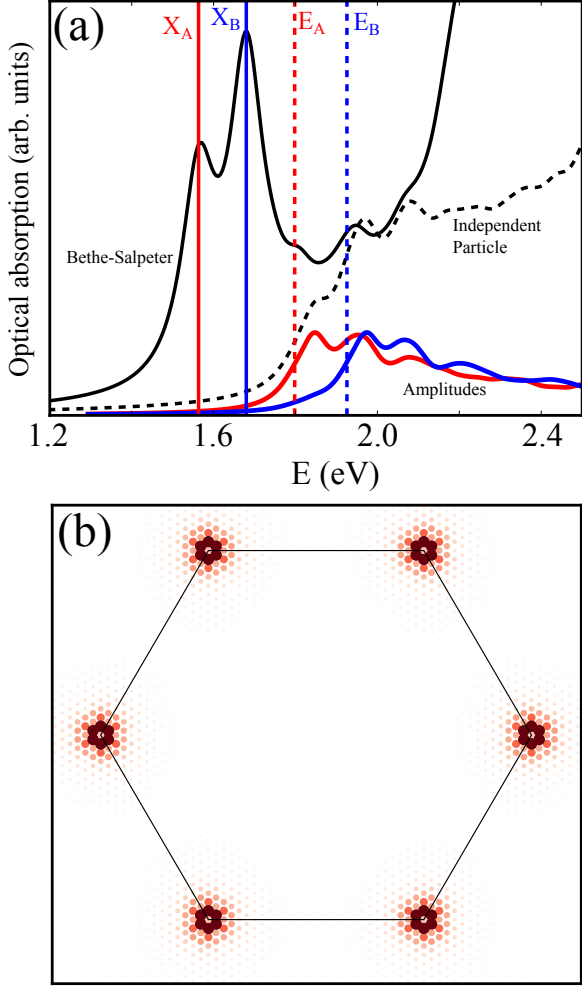 (a)
X_A
X_B
E_A
E_B
Optical absorption (arb. units)
Bethe-Salpeter
Independent
Particle
Amplitudes
1.2
1.6
2.0
2.4
E (eV)
(b)